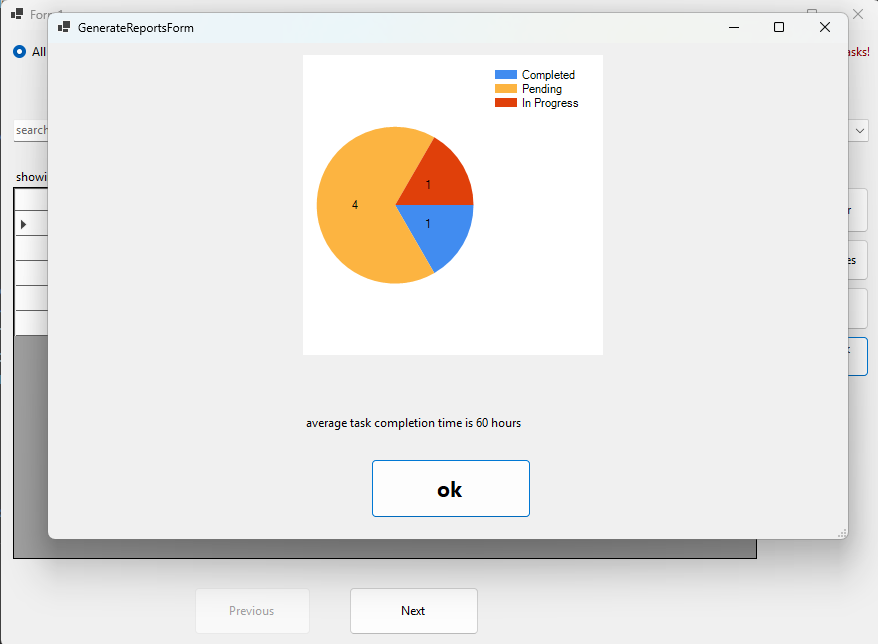 GenerateReportsForm
All
asks!
search
showi
Completed
Pending
In Progress
1
4
1
average task completion time is 60 hours
ok
r
es
Previous
Next